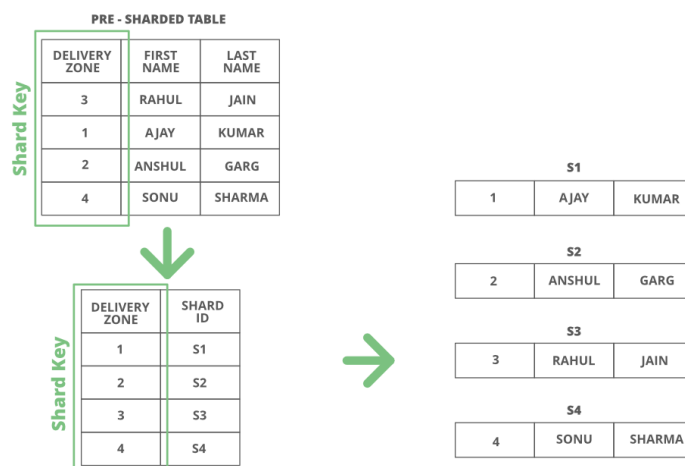 PRE - SHARDED TABLE
Shard Key
DELIVERY ZONE FIRST NAME LAST NAME
3 RAHUL JAIN
1 AJAY KUMAR
2 ANSHUL GARG
4 SONU SHARMA
Shard Key
DELIVERY ZONE SHARD ID
1 S1
2 S2
3 S3
4 S4
S1
1 AJAY KUMAR
S2
2 ANSHUL GARG
S3
3 RAHUL JAIN
S4
4 SONU SHARMA